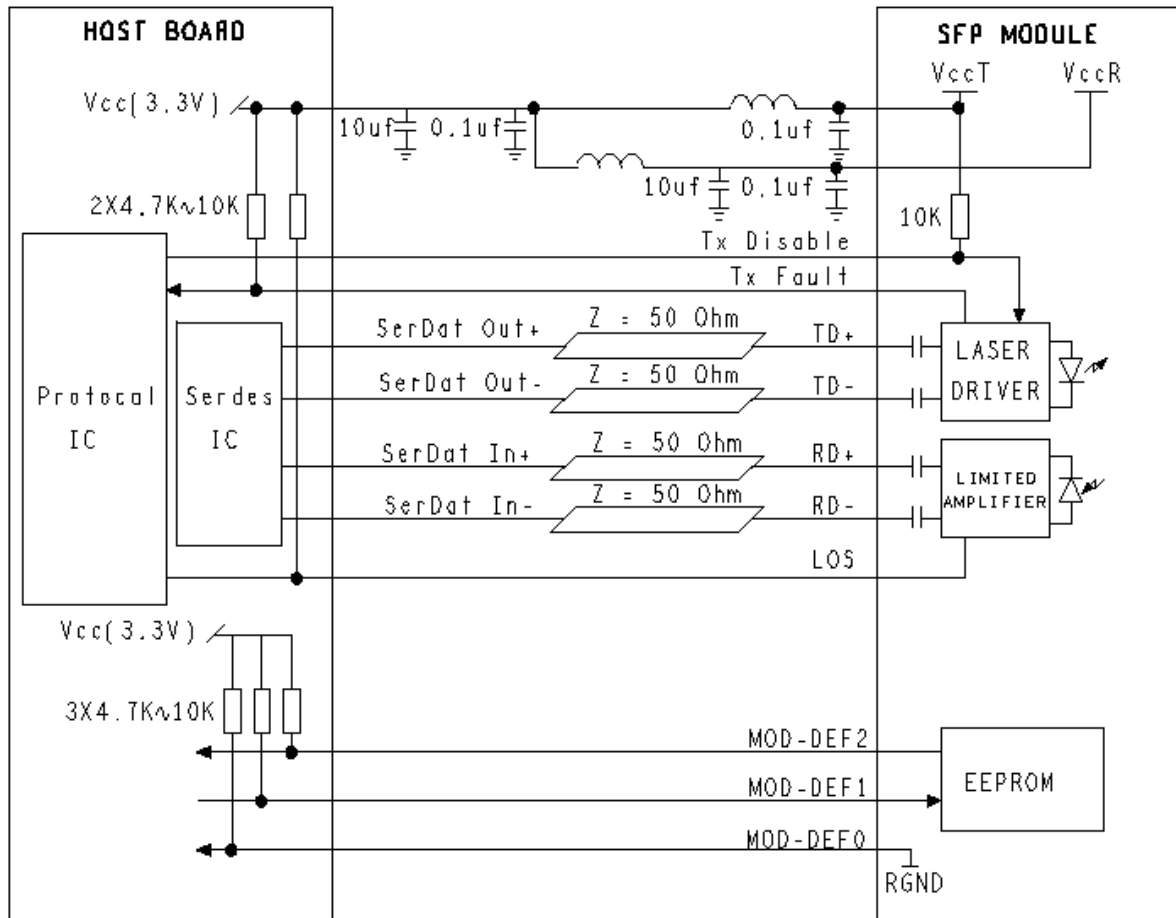 HOST BOARD
SFP MODULE
VccT
VccR
Vcc(3.3V)
10uf
0.1uf
0.1uf
10uf
0.1uf
2X4.7K~10K
10K
Tx Disable
Tx Fault
SerDat Out+
Z = 50 Ohm
TD+
SerDat Out-
Z = 50 Ohm
TD-
LASER
DRIVER
Protocal
IC
Serdes
IC
SerDat In+
Z = 50 Ohm
RD+
SerDat In-
Z = 50 Ohm
RD-
LIMITED
AMPLIFIER
LOS
Vcc(3.3V)
3X4.7K~10K
MOD-DEF2
MOD-DEF1
EEPROM
MOD-DEF0
RGND